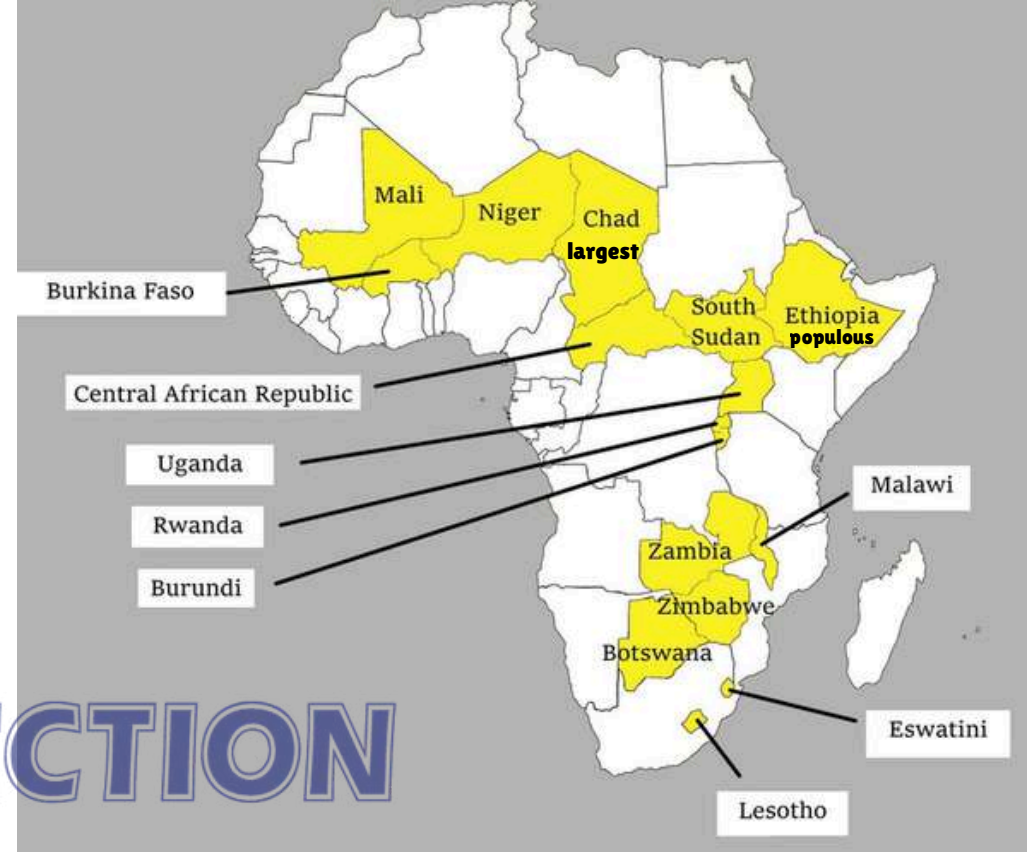 Mali
Niger
Chad
largest
Burkina Faso
South
Sudan
Ethiopia
populous
Central African Republic
Uganda
Malawi
Rwanda
Zambia
Burundi
Zimbabwe
Botswana
CTION
Eswatini
Lesotho